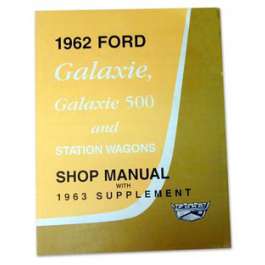 1962 FORD
Galaxie,
Galaxie 500
and
STATION WAGONS
SHOP MANUAL
WITH
1963 SUPPLEMENT